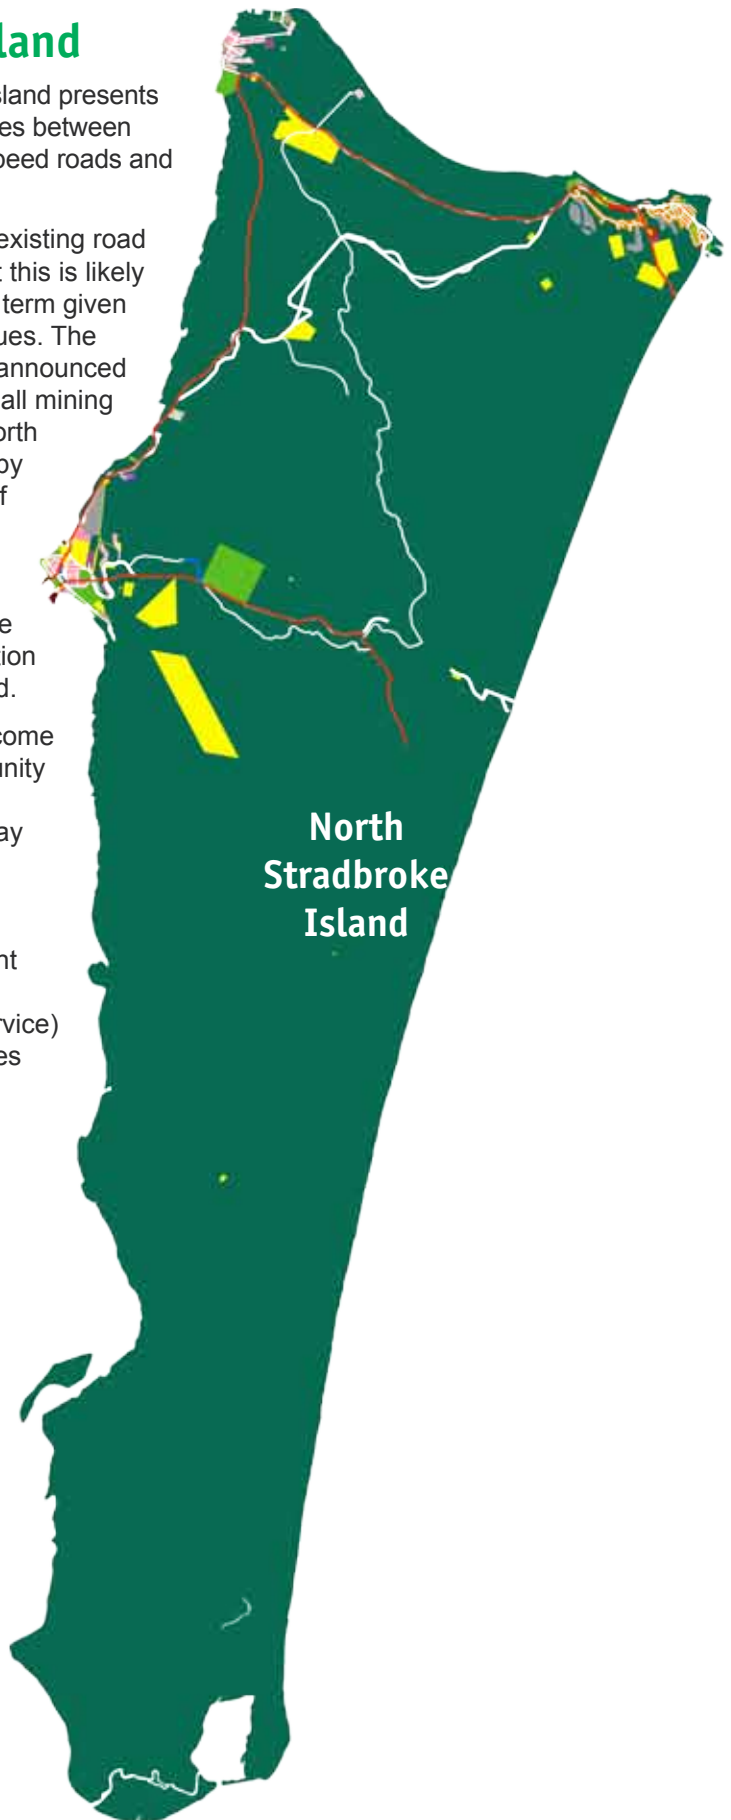 land
sland presents
es between
peed roads and
existing road
t this is likely
term given
ues. The
announced
all mining
orth
by
f
e
tion
d.
come
unity
ay
nt
rvice)
es
North
Stradbroke
Island